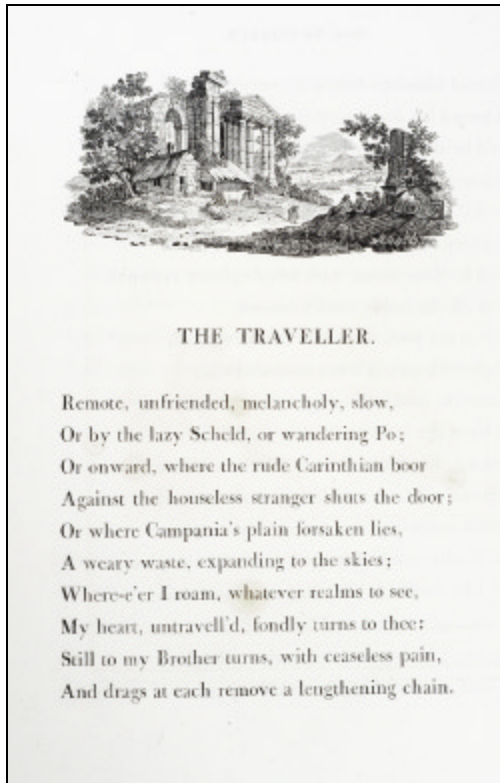 THE TRAVELLER.
Remote, unfriended, melancholy, slow,
Or by the lazy Scheld, or wandering Po;
Or onward, where the rude Carinthian boor
Against the houseless stranger shuts the door;
Or where Campania's plain forsaken lies,
A weary waste, expanding to the skies;
Where-e'er I roam, whatever realms to see,
My heart, untravell'd, fondly turns to thee:
Still to my Brother turns, with ceaseless pain,
And drags at each remove a lengthening chain.